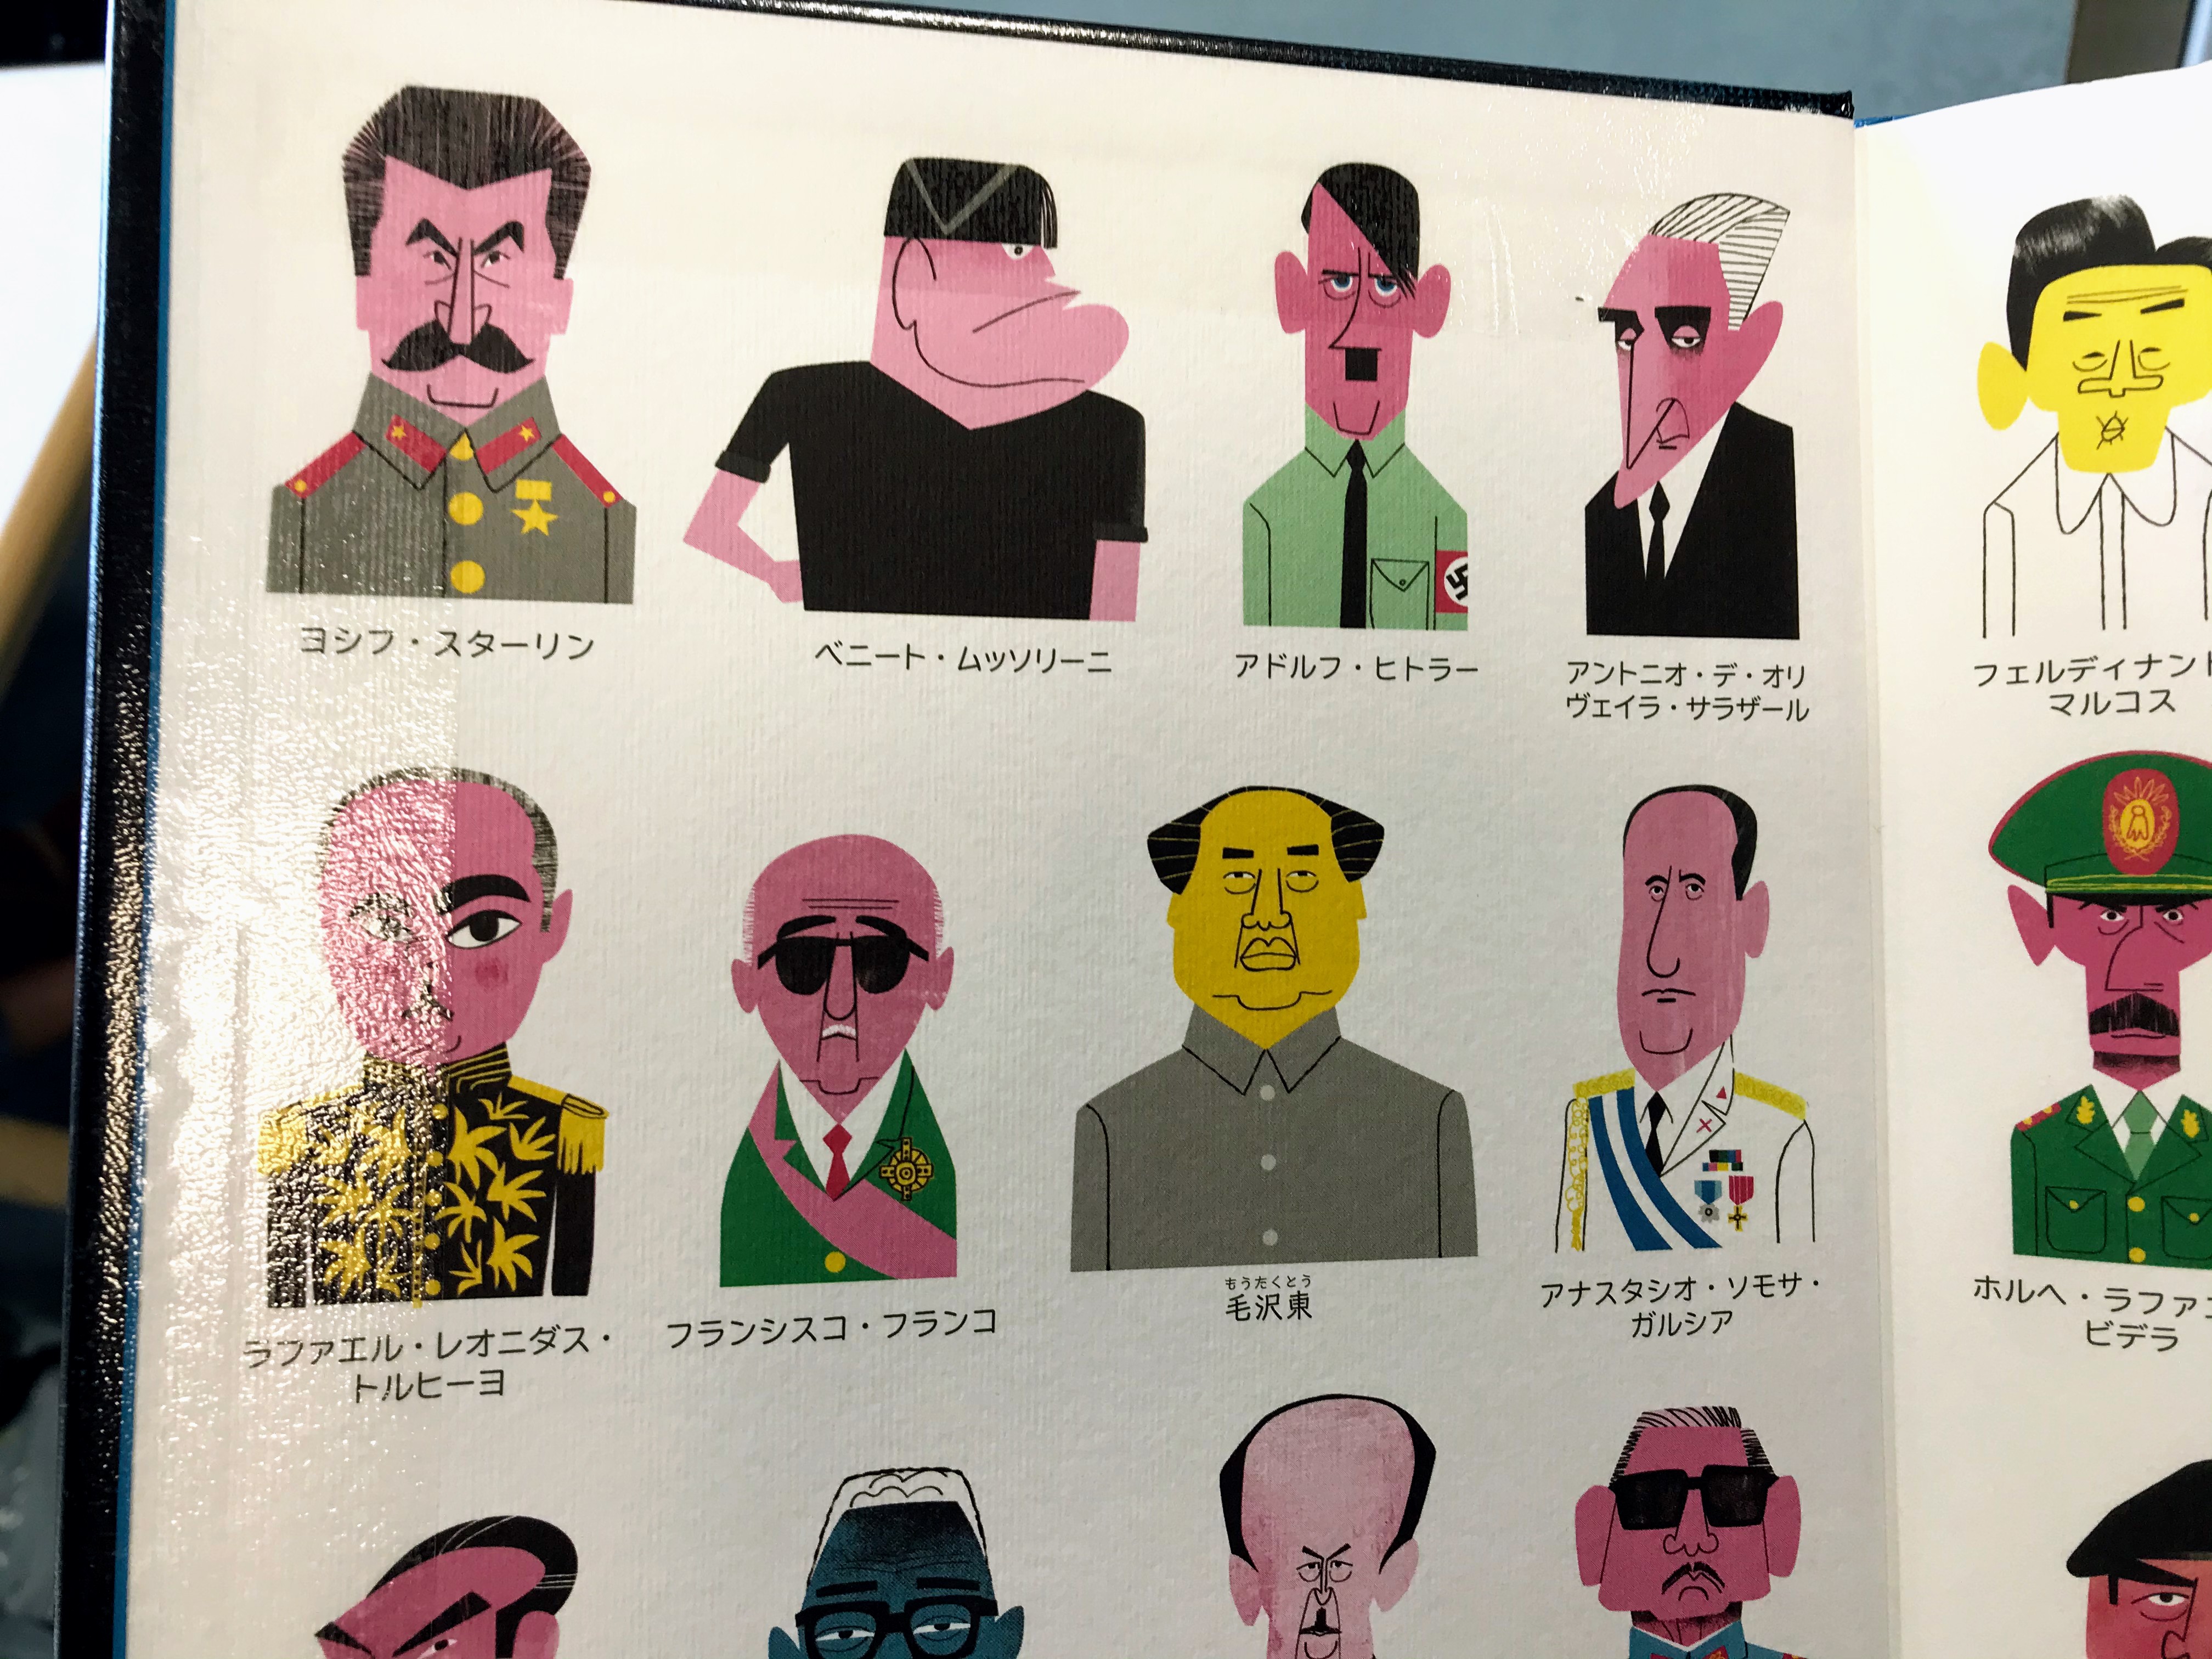 ヨシフ・スターリン
ベニート・ムッソリーニ
アドルフ・ヒトラー
アントニオ・デ・オリ
ヴェイラ・サラザール
フェルディナント
マルコス
ラファエル・レオニダス・
トルヒーヨ
フランシスコ・フランコ
もうたくとう
毛沢東
アナスタシオ・ソモサ・
ガルシア
ホルヘ・ラファエ
ビデラ